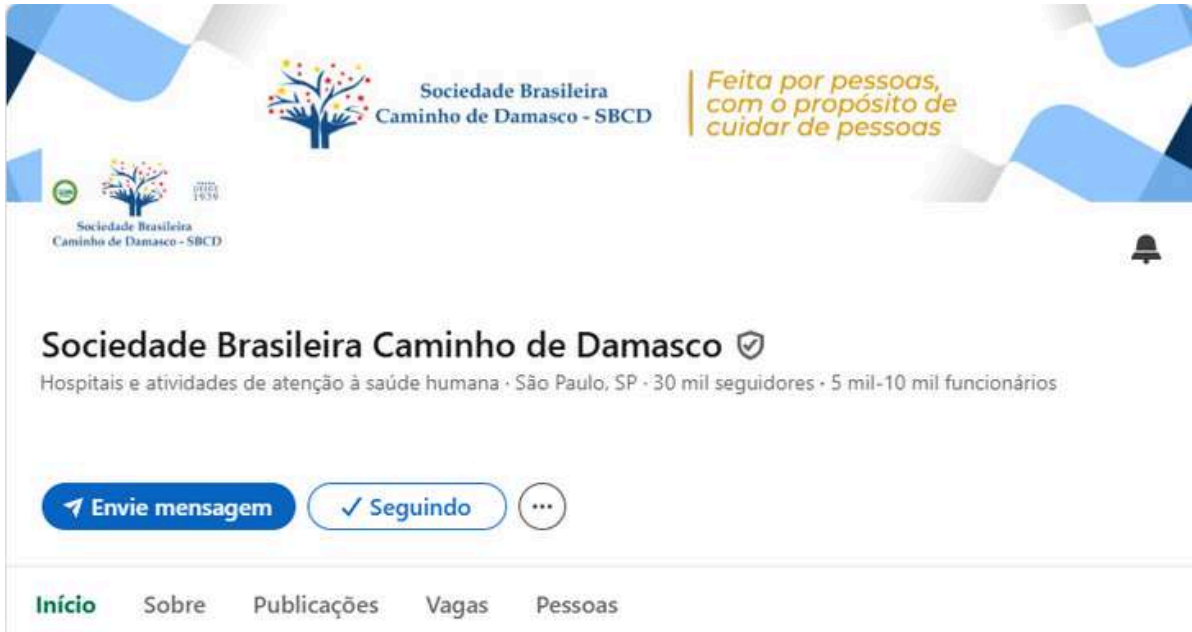 Sociedade Brasileira
Caminho de Damasco - SBCD
Feita por pessoas,
com o propósito de
cuidar de pessoas
DESDE
1939
Sociedade Brasileira
Caminho de Damasco - SBCD
Sociedade Brasileira Caminho de Damasco
Hospitais e atividades de atenção à saúde humana · São Paulo, SP · 30 mil seguidores · 5 mil-10 mil funcionários
Envie mensagem
Seguindo
Início Sobre Publicações Vagas Pessoas